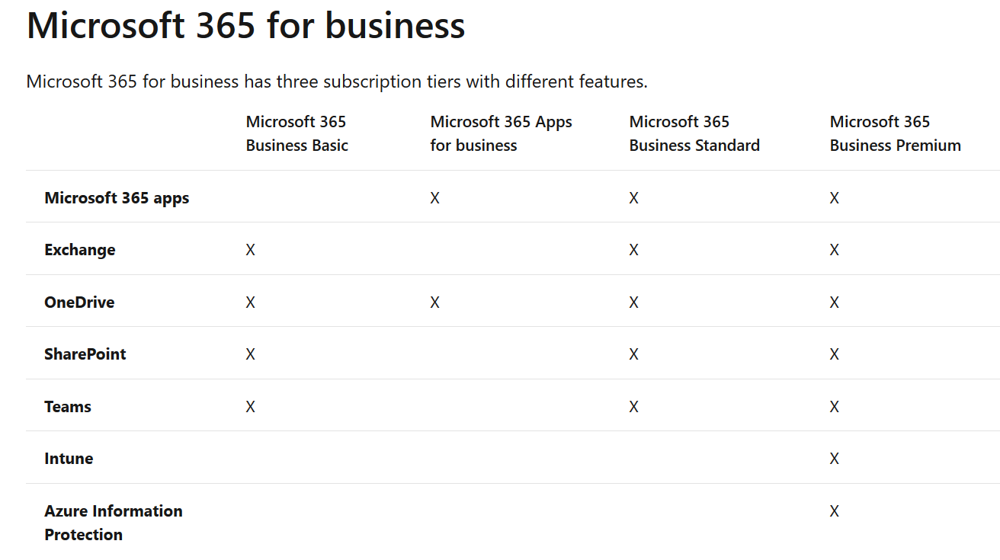 Microsoft 365 for business
Microsoft 365 for business has three subscription tiers with different features.
Microsoft 365 Microsoft 365 Apps Microsoft 365 Microsoft 365
Business Basic for business Business Standard Business Premium
Microsoft 365 apps X X X
Exchange X X X
OneDrive X X X X
SharePoint X X X
Teams X X X
Intune X
Azure Information X
Protection